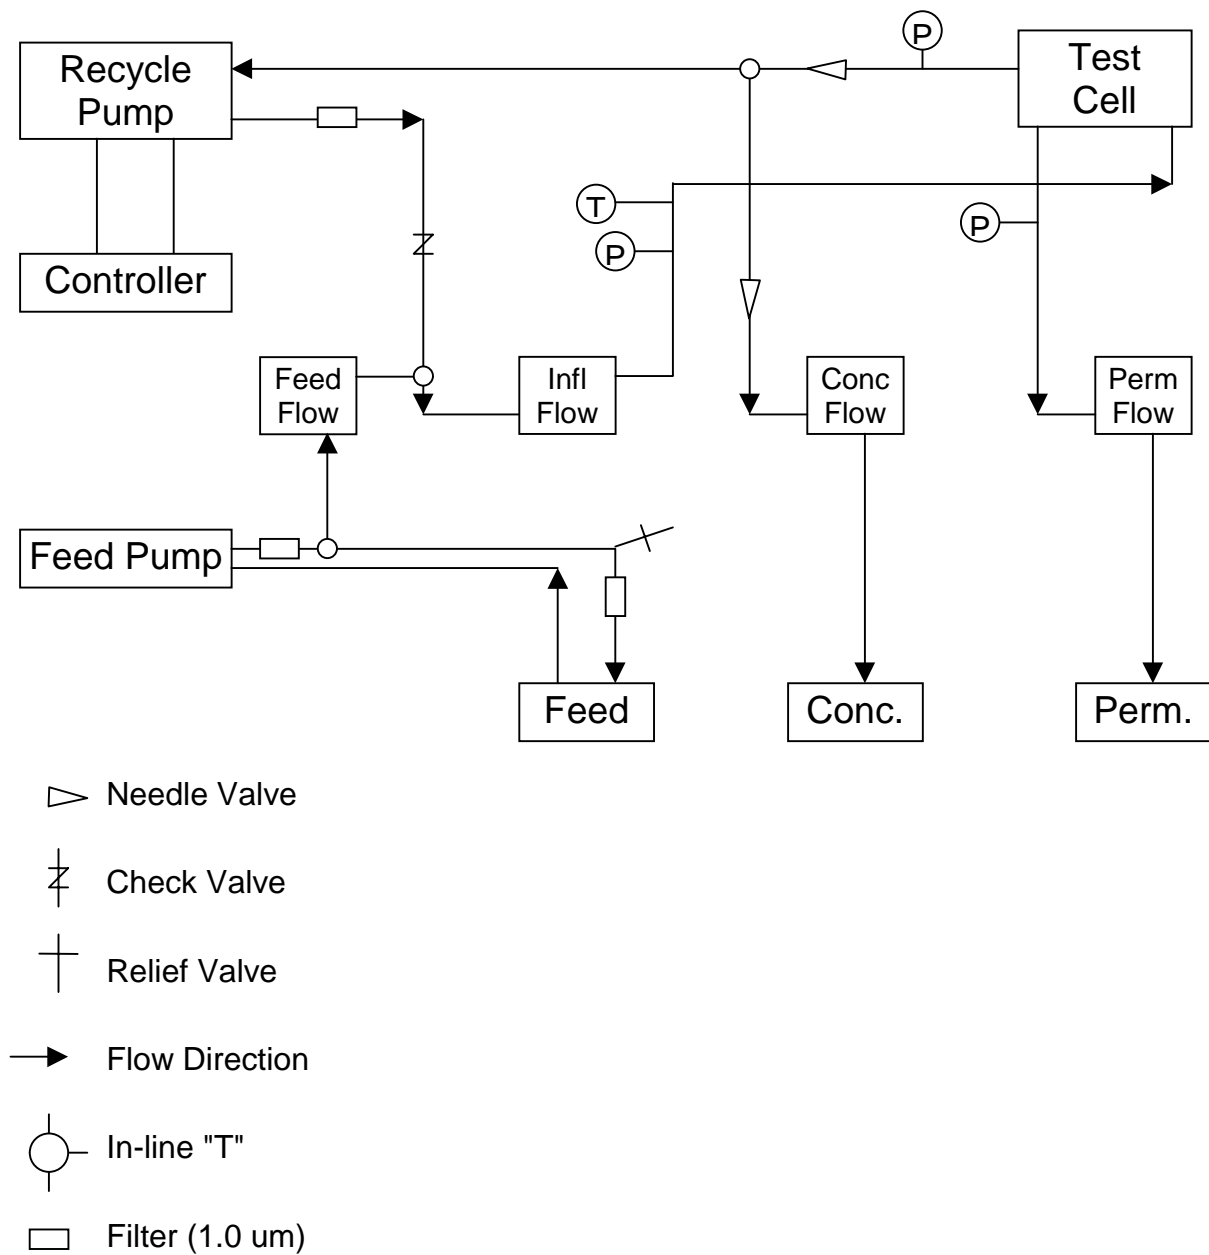 P
Recycle
Pump
Test
Cell
T
P
P
Controller
Feed
Flow
Infl
Flow
Conc
Flow
Perm
Flow
Feed Pump
Feed
Conc.
Perm.
Needle Valve
Check Valve
Relief Valve
Flow Direction
In-line "T"
Filter (1.0 um)